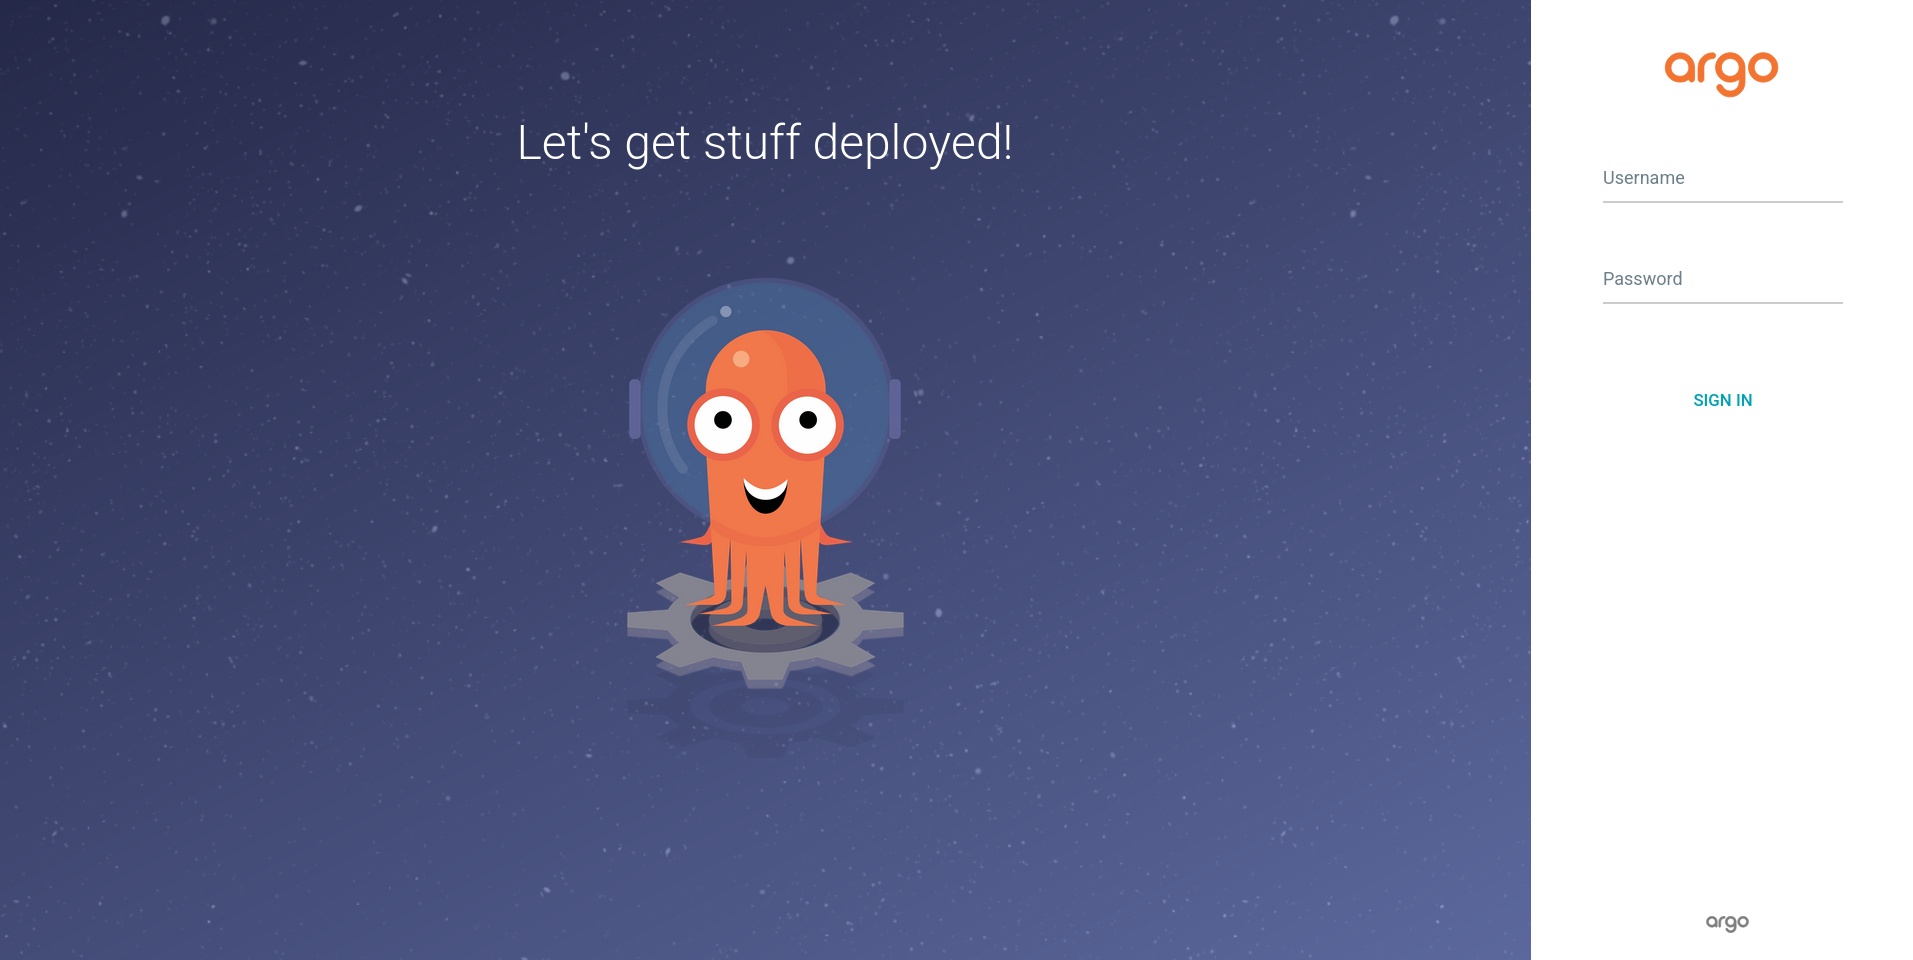 Let's get stuff deployed!
argo
Username
Password
SIGN IN
argo